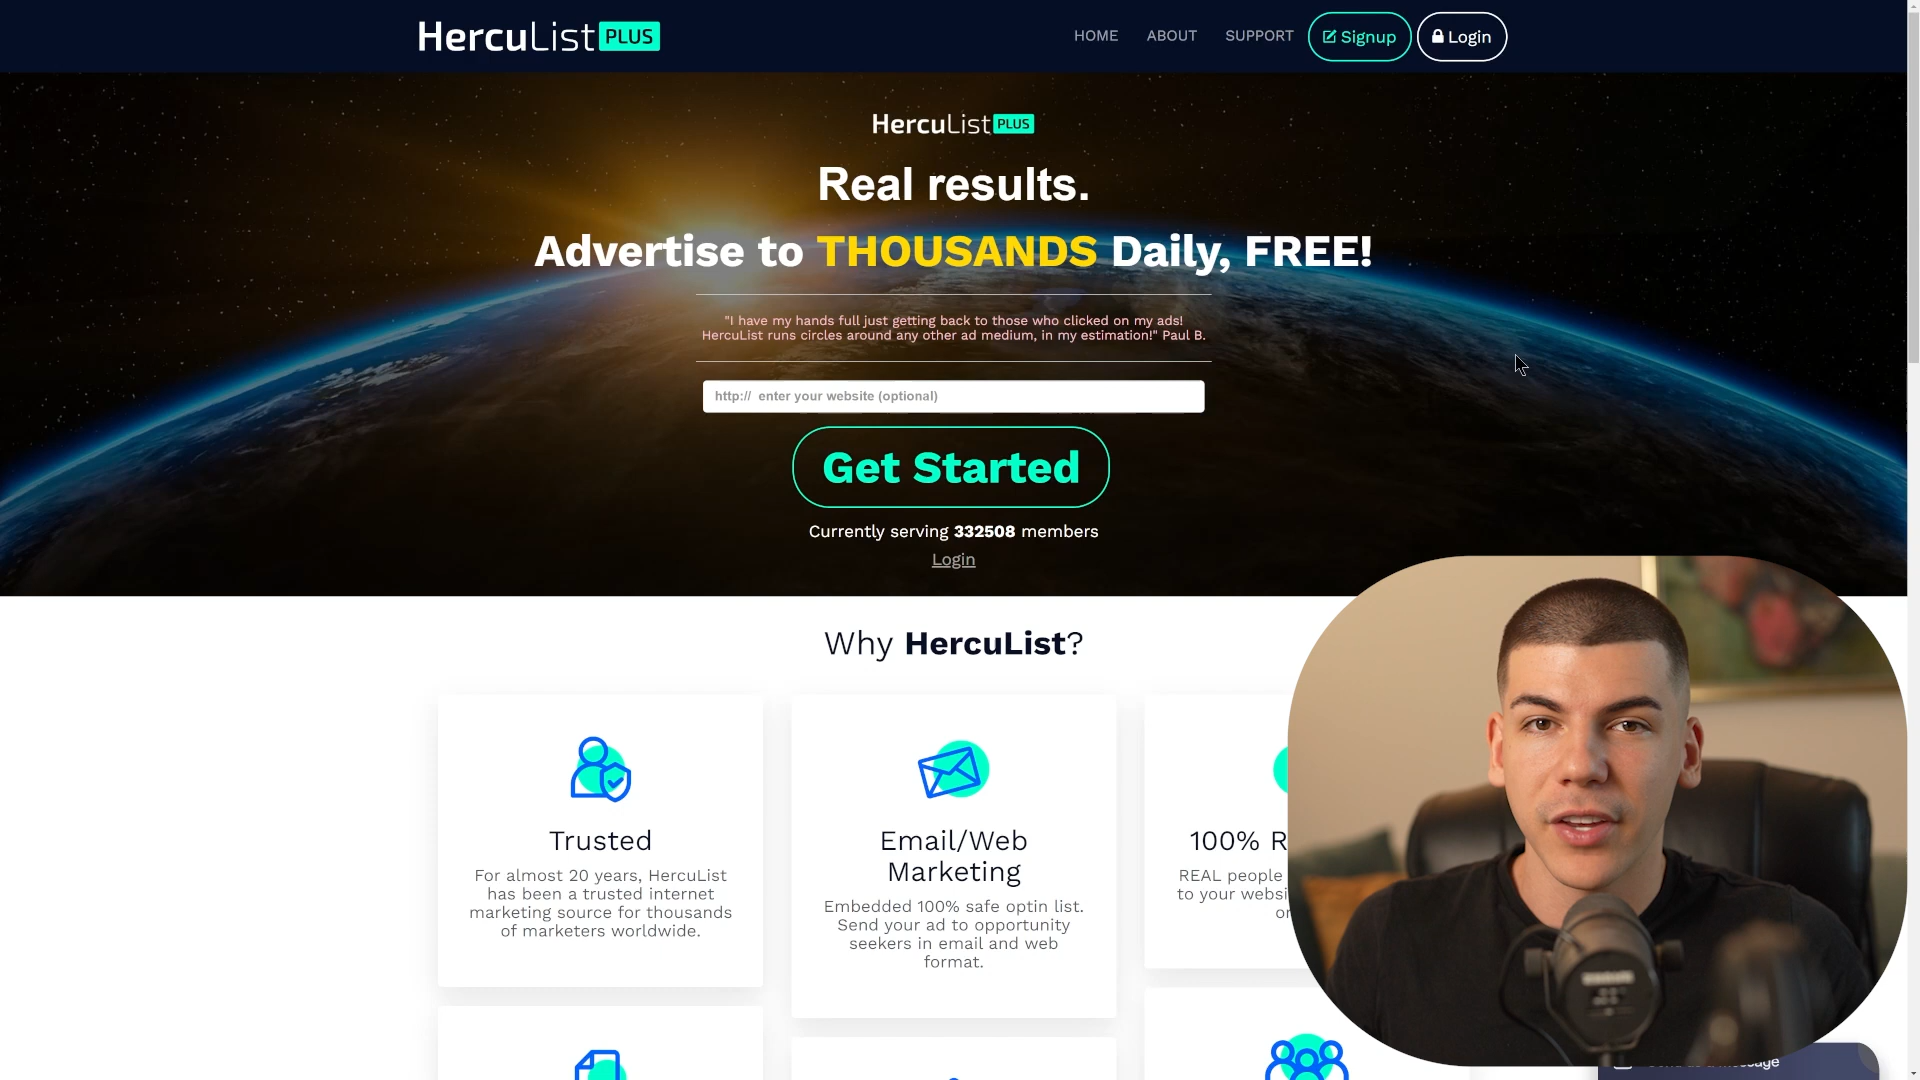 HercuList PLUS
HOME ABOUT SUPPORT Signup Login
HercuList PLUS
Real results.
Advertise to THOUSANDS Daily, FREE!
"I have my hands full just getting back to those who clicked on my ads!
HercuList runs circles around any other ad medium, in my estimation!" Paul B.
http:// enter your website (optional)
Get Started
Currently serving 332508 members
Login
Why HercuList?
Trusted
For almost 20 years, HercuList
has been a trusted internet
marketing source for thousands
of marketers worldwide.
Email/Web
Marketing
Embedded 100% safe optin list.
Send your ad to opportunity
seekers in email and web
format.
100% R
REAL people
to your websi